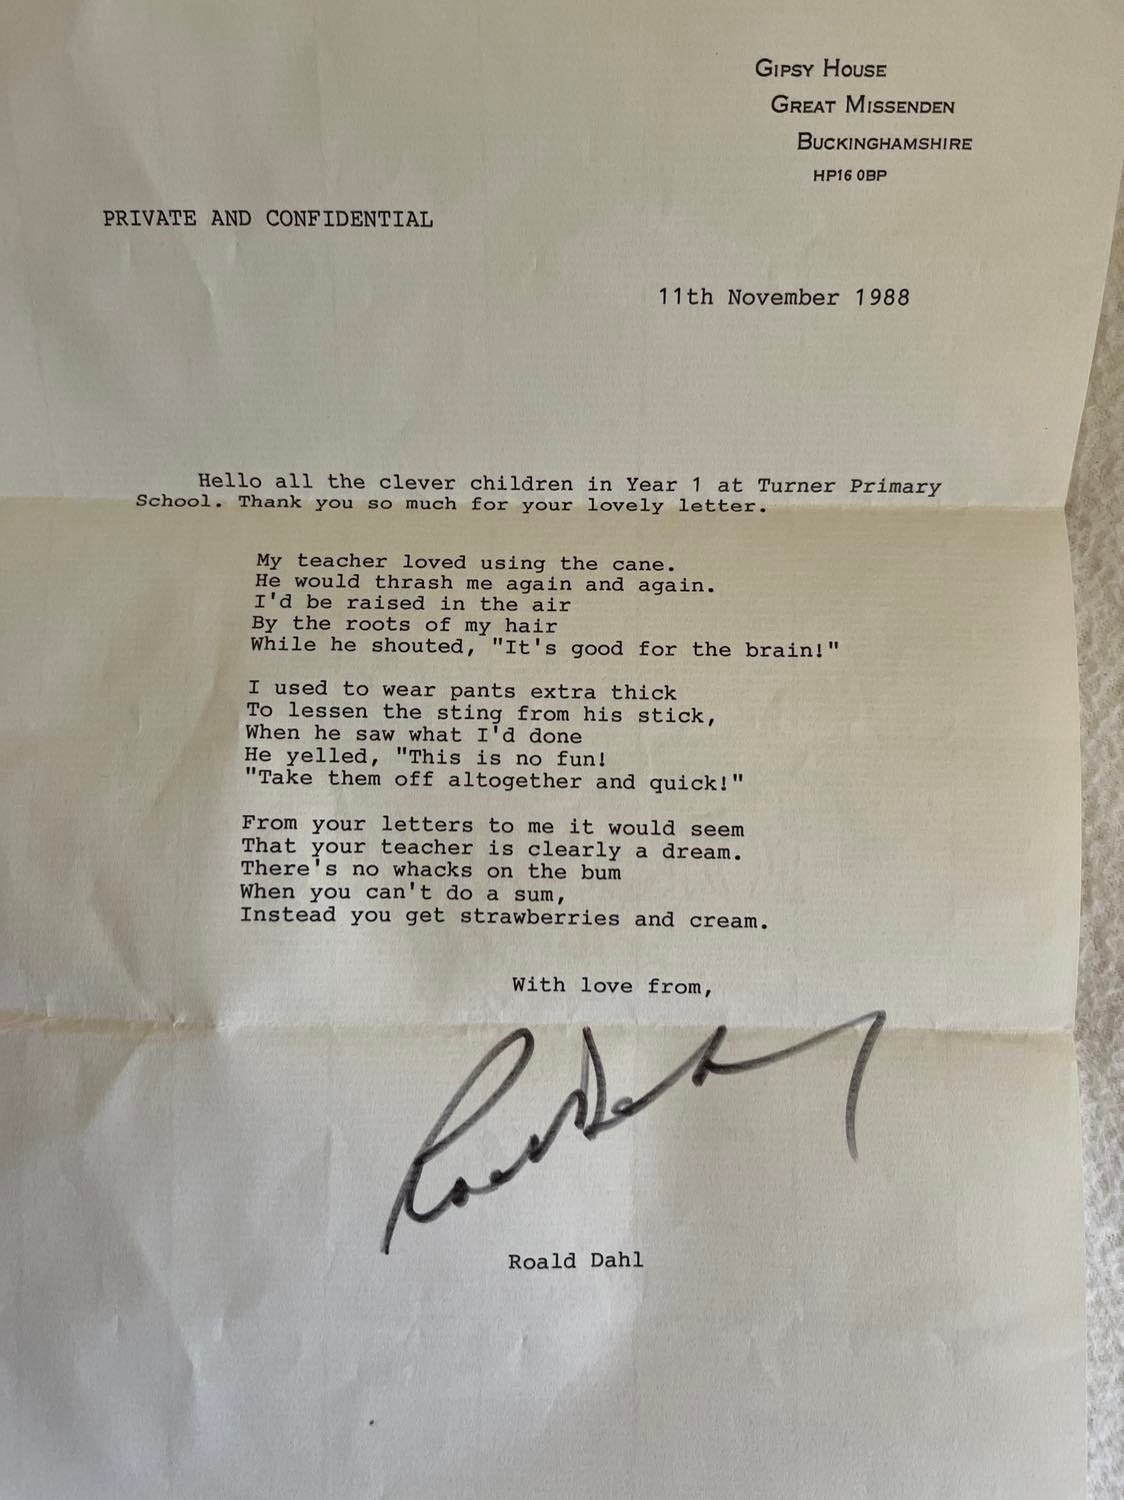 GIPSY HOUSE
GREAT MISSENDEN
BUCKINGHAMSHIRE
HP16 0BP
PRIVATE AND CONFIDENTIAL
11th November 1988
Hello all the clever children in Year 1 at Turner Primary
School. Thank you so much for your lovely letter.
My teacher loved using the cane.
He would thrash me again and again.
I'd be raised in the air
By the roots of my hair
While he shouted, "It's good for the brain!"
I used to wear pants extra thick
To lessen the sting from his stick,
When he saw what I'd done
He yelled, "This is no fun!
"Take them off altogether and quick!"
From your letters to me it would seem
That your teacher is clearly a dream.
There's no whacks on the bum
When you can't do a sum,
Instead you get strawberries and cream.
With love from,
Roald Dahl
Roald Dahl